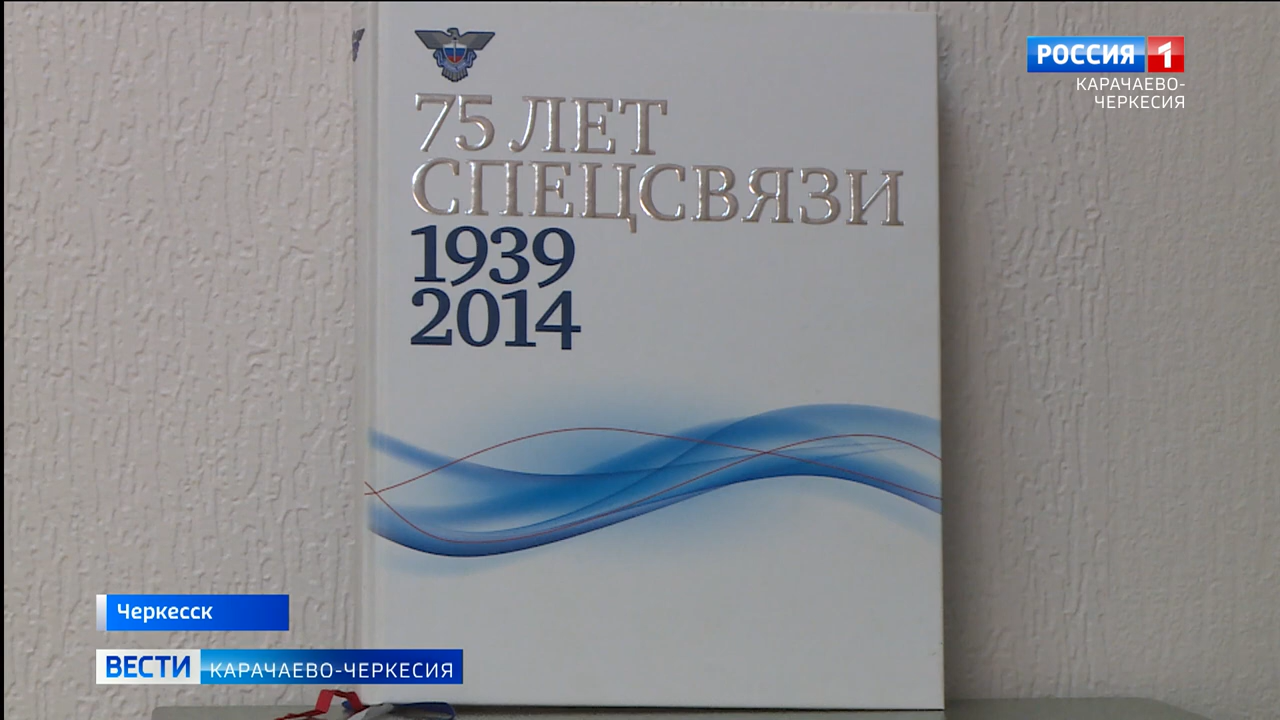 РОССИЯ 1
КАРАЧАЕВО-
ЧЕРКЕСИЯ
75 ЛЕТ
СПЕЦСВЯЗИ
1939
2014
Черкесск
ВЕСТИ КАРАЧАЕВО-ЧЕРКЕСИЯ